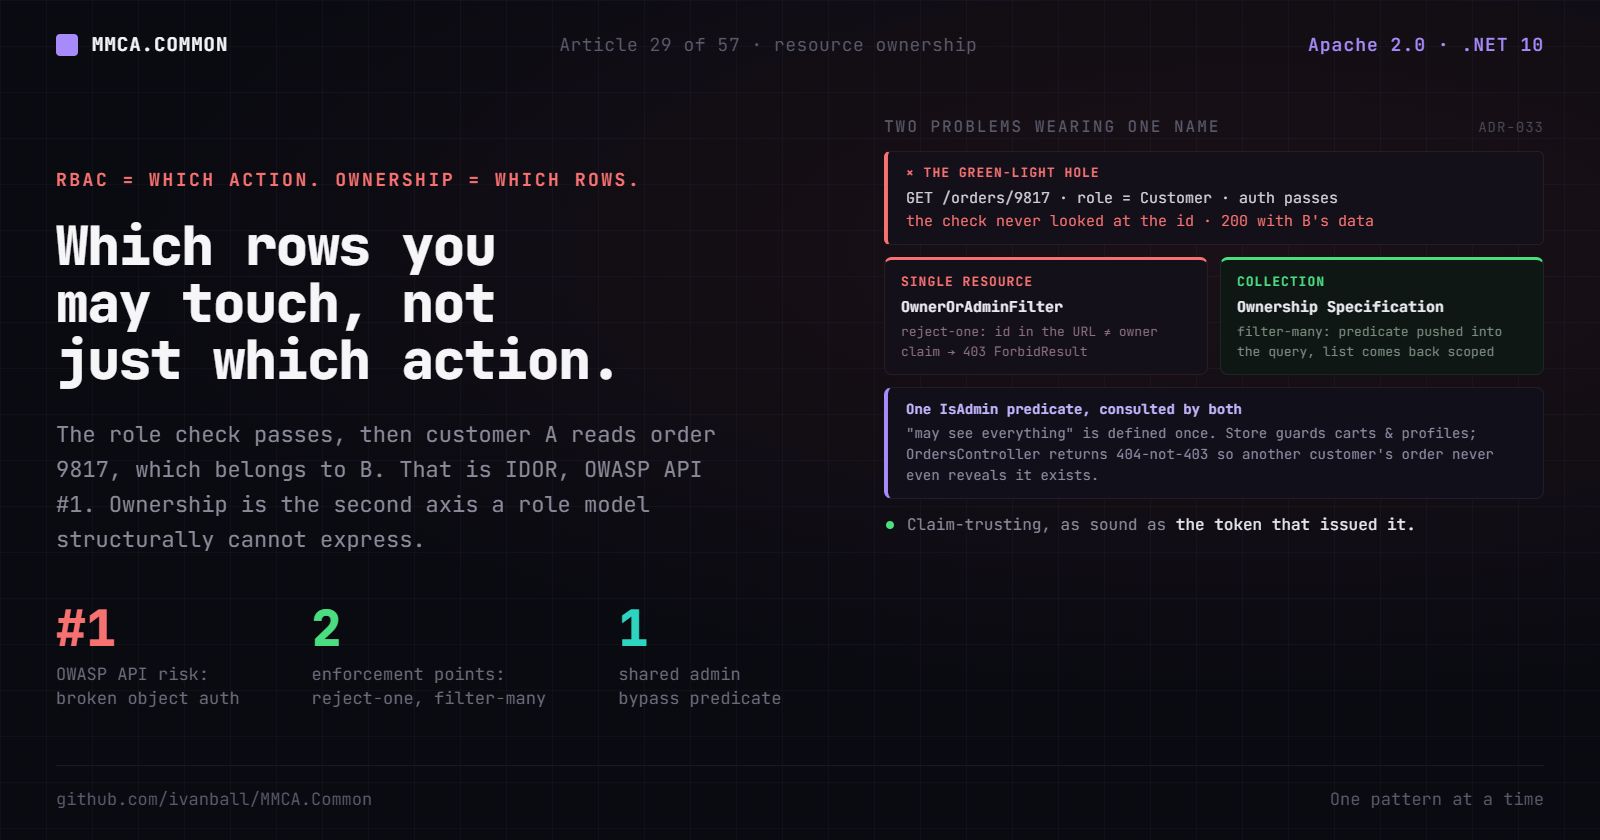 MMCA.COMMON
Article 29 of 57 · resource ownership
Apache 2.0 · .NET 10
RBAC = WHICH ACTION. OWNERSHIP = WHICH ROWS.
Which rows you
may touch, not
just which action.
The role check passes, then customer A reads order
9817, which belongs to B. That is IDOR, OWASP API
#1. Ownership is the second axis a role model
structurally cannot express.
#1
OWASP API risk:
broken object auth
2
enforcement points:
reject-one, filter-many
1
shared admin
bypass predicate
TWO PROBLEMS WEARING ONE NAME
ADR-033
× THE GREEN-LIGHT HOLE
GET /orders/9817 · role = Customer · auth passes
the check never looked at the id · 200 with B's data
SINGLE RESOURCE
OwnerOrAdminFilter
reject-one: id in the URL ≠ owner
claim → 403 ForbidResult
COLLECTION
Ownership Specification
filter-many: predicate pushed into
the query, list comes back scoped
One IsAdmin predicate, consulted by both
"may see everything" is defined once. Store guards carts & profiles;
OrdersController returns 404-not-403 so another customer's order never
even reveals it exists.
Claim-trusting, as sound as the token that issued it.
github.com/ivanball/MMCA.Common
One pattern at a time